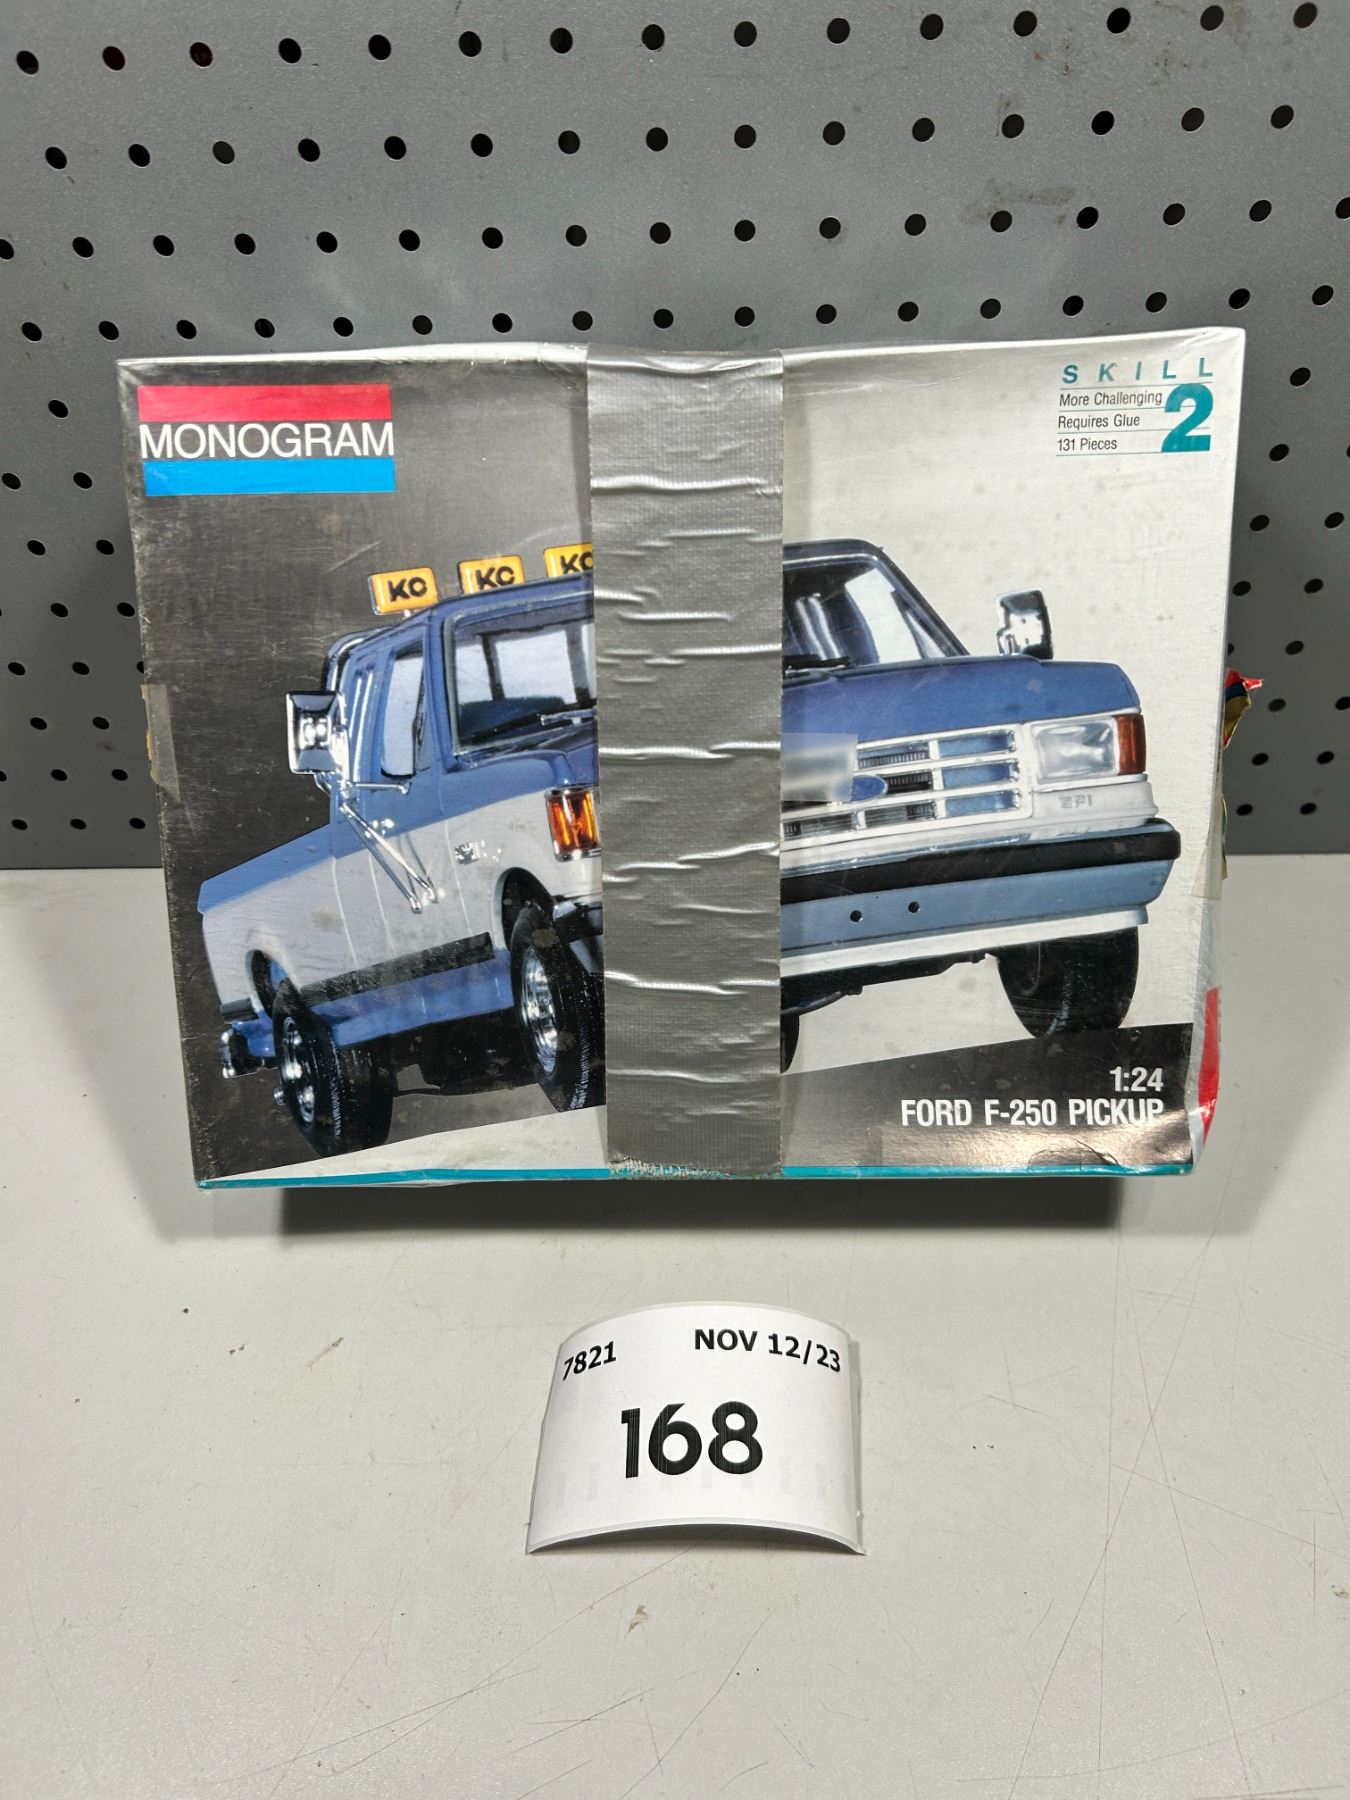 MONOGRAM
SKILL 2
More Challenging
Requires Glue
131 Pieces
KC KC KC
EFI
1:24
FORD F-250 PICKUP
7821 NOV 12/23
168